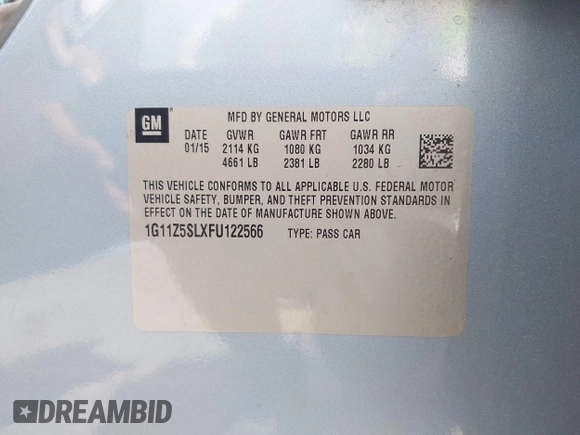 GM
MFD BY GENERAL MOTORS LLC
DATE GVWR GAWR FRT GAWR RR
01/15 2114 KG 1080 KG 1034 KG
4661 LB 2381 LB 2280 LB
THIS VEHICLE CONFORMS TO ALL APPLICABLE U.S. FEDERAL MOTOR
VEHICLE SAFETY, BUMPER, AND THEFT PREVENTION STANDARDS IN
EFFECT ON THE DATE OF MANUFACTURE SHOWN ABOVE.
1G11Z5SLXFU122566 TYPE: PASS CAR
DREAMBID